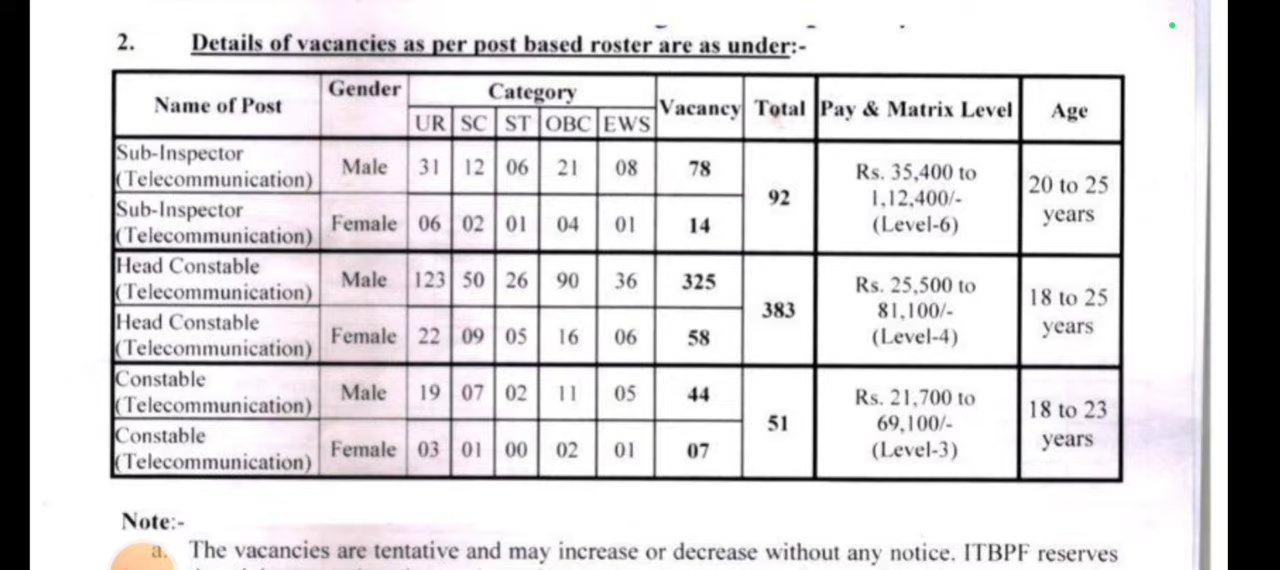 2. Details of vacancies as per post based roster are as under:-
Name of Post Gender Category Vacancy Total Pay & Matrix Level Age
UR SC ST OBC EWS
Sub-Inspector (Telecommunication) Male 31 12 06 21 08 78 92 Rs. 35,400 to 1,12,400/- (Level-6) 20 to 25 years
Sub-Inspector (Telecommunication) Female 06 02 01 04 01 14
Head Constable (Telecommunication) Male 123 50 26 90 36 325 383 Rs. 25,500 to 81,100/- (Level-4) 18 to 25 years
Head Constable (Telecommunication) Female 22 09 05 16 06 58
Constable (Telecommunication) Male 19 07 02 11 05 44 51 Rs. 21,700 to 69,100/- (Level-3) 18 to 23 years
Constable (Telecommunication) Female 03 01 00 02 01 07
Note:-
a. The vacancies are tentative and may increase or decrease without any notice. ITBPF reserves